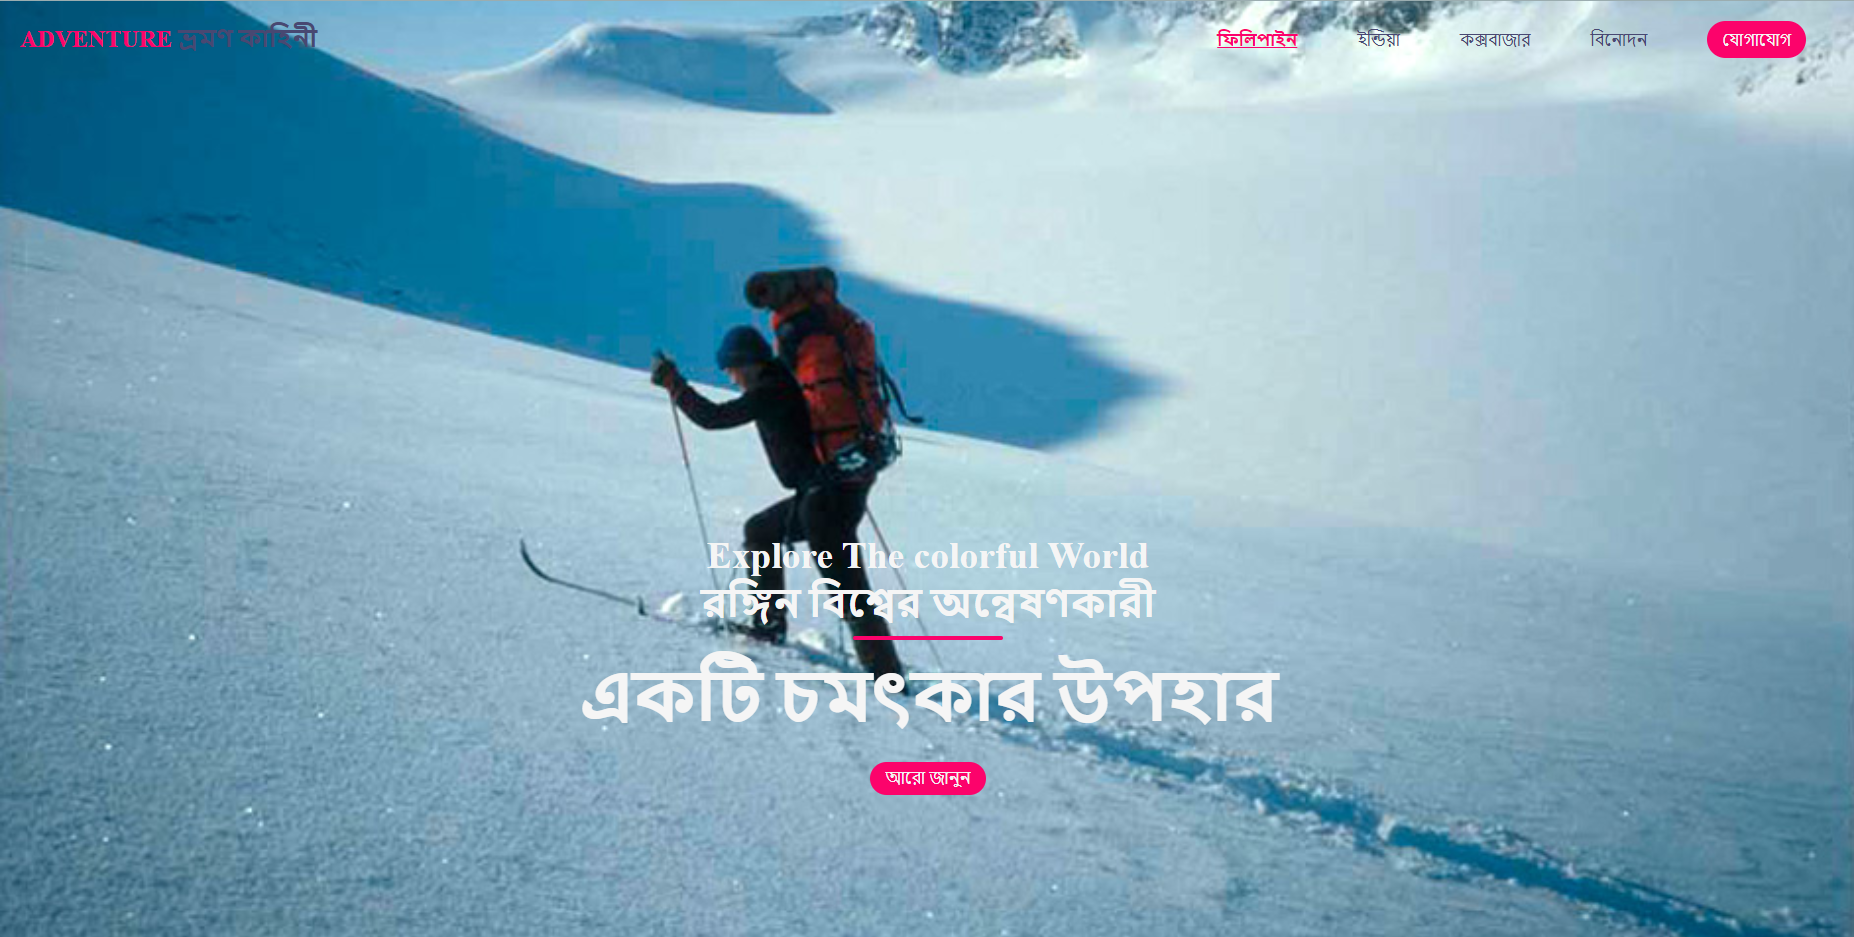 ADVENTURE ভ্রমণ কাহিনী
ফিলিপাইন ইন্ডিয়া কক্সবাজার বিনোদন যোগাযোগ
Explore The colorful World
রঙ্গিন বিশ্বের অন্বেষণকারী
একটি চমৎকার উপহার
আরো জানুন